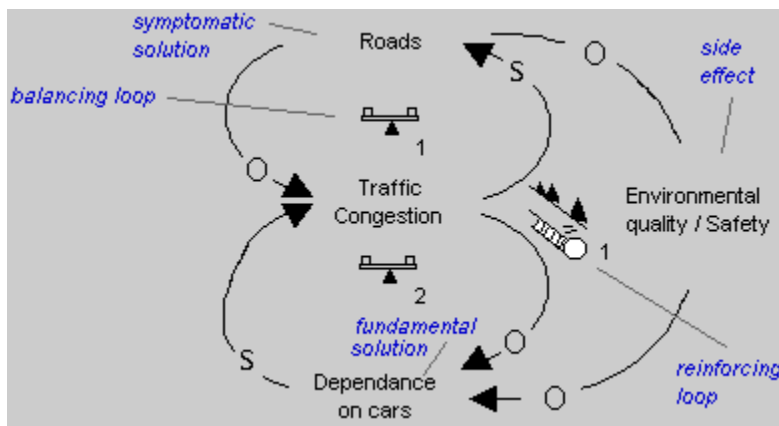 symptomatic
solution
Roads
O
side
effect
S
balancing loop
1
O
Traffic
Congestion
Environmental
quality / Safety
1
2
fundamental
solution
O
S
Dependance
on cars
O
reinforcing
loop